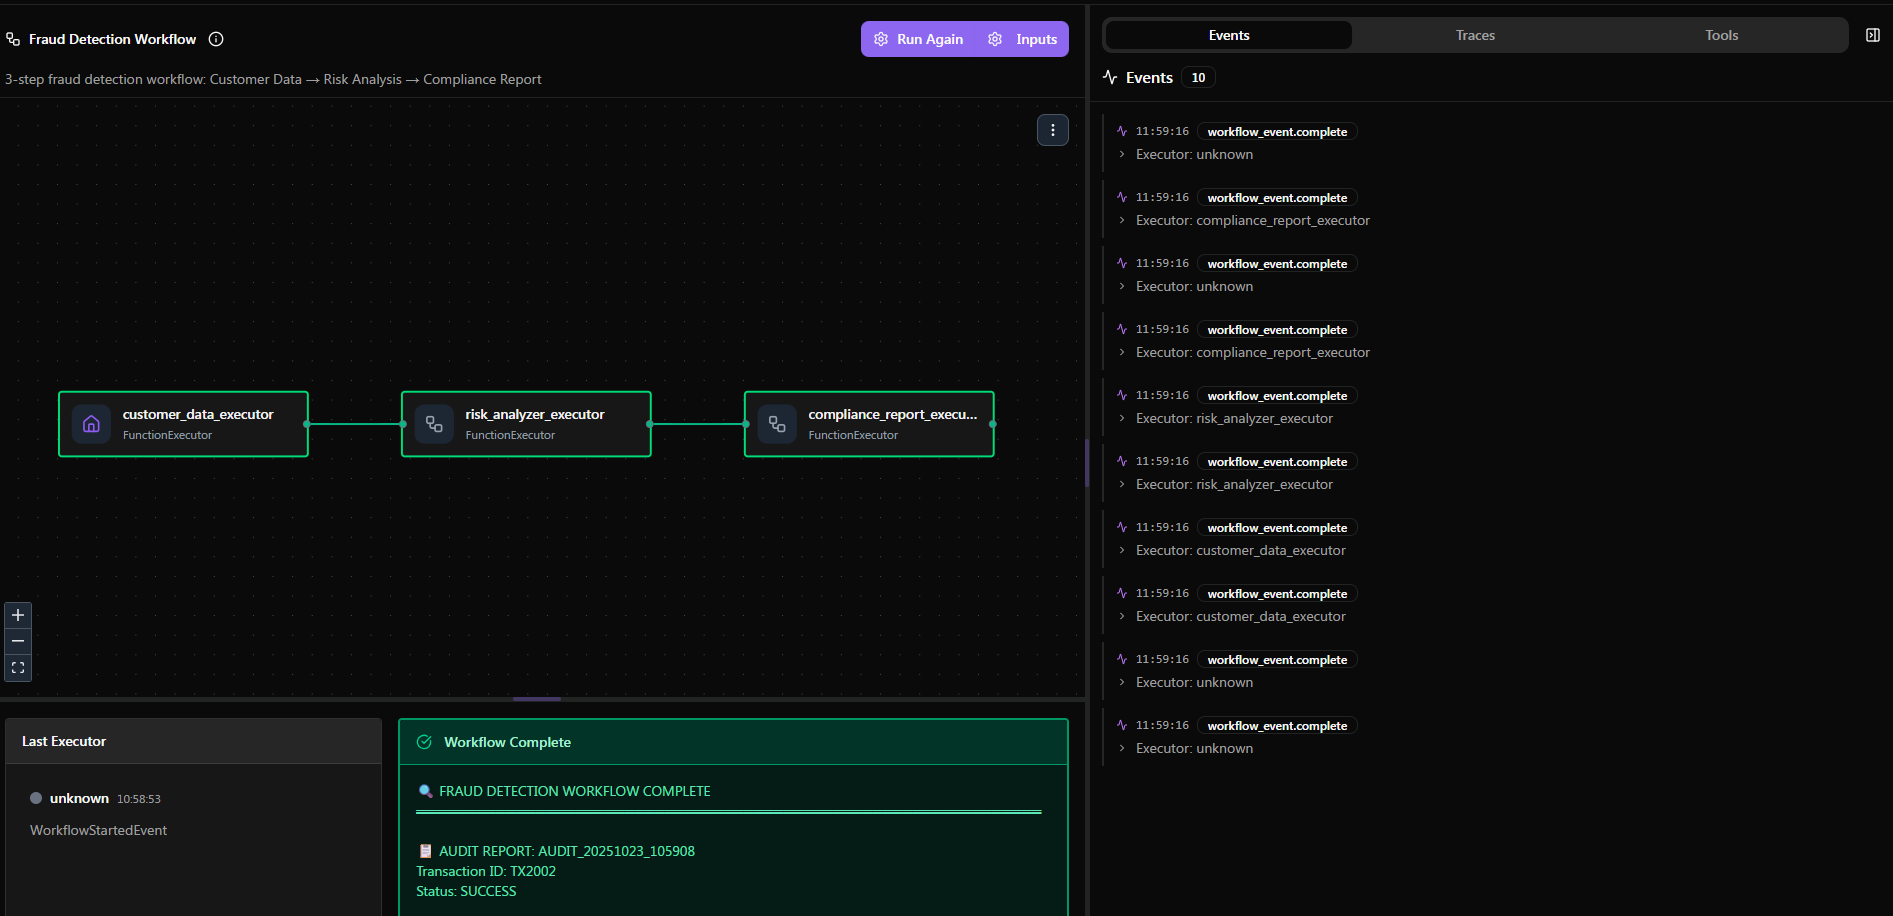 Fraud Detection Workflow
Run Again
Inputs
3-step fraud detection workflow: Customer Data → Risk Analysis → Compliance Report
customer_data_executor
FunctionExecutor
risk_analyzer_executor
FunctionExecutor
compliance_report_execu...
FunctionExecutor
Last Executor
unknown 10:58:53
WorkflowStartedEvent
Workflow Complete
🔍 FRAUD DETECTION WORKFLOW COMPLETE
📋 AUDIT REPORT: AUDIT_20251023_105908
Transaction ID: TX2002
Status: SUCCESS
Events
Traces
Tools
Events 10
11:59:16 workflow_event.complete
Executor: unknown
11:59:16 workflow_event.complete
Executor: compliance_report_executor
11:59:16 workflow_event.complete
Executor: unknown
11:59:16 workflow_event.complete
Executor: compliance_report_executor
11:59:16 workflow_event.complete
Executor: risk_analyzer_executor
11:59:16 workflow_event.complete
Executor: risk_analyzer_executor
11:59:16 workflow_event.complete
Executor: customer_data_executor
11:59:16 workflow_event.complete
Executor: customer_data_executor
11:59:16 workflow_event.complete
Executor: unknown
11:59:16 workflow_event.complete
Executor: unknown